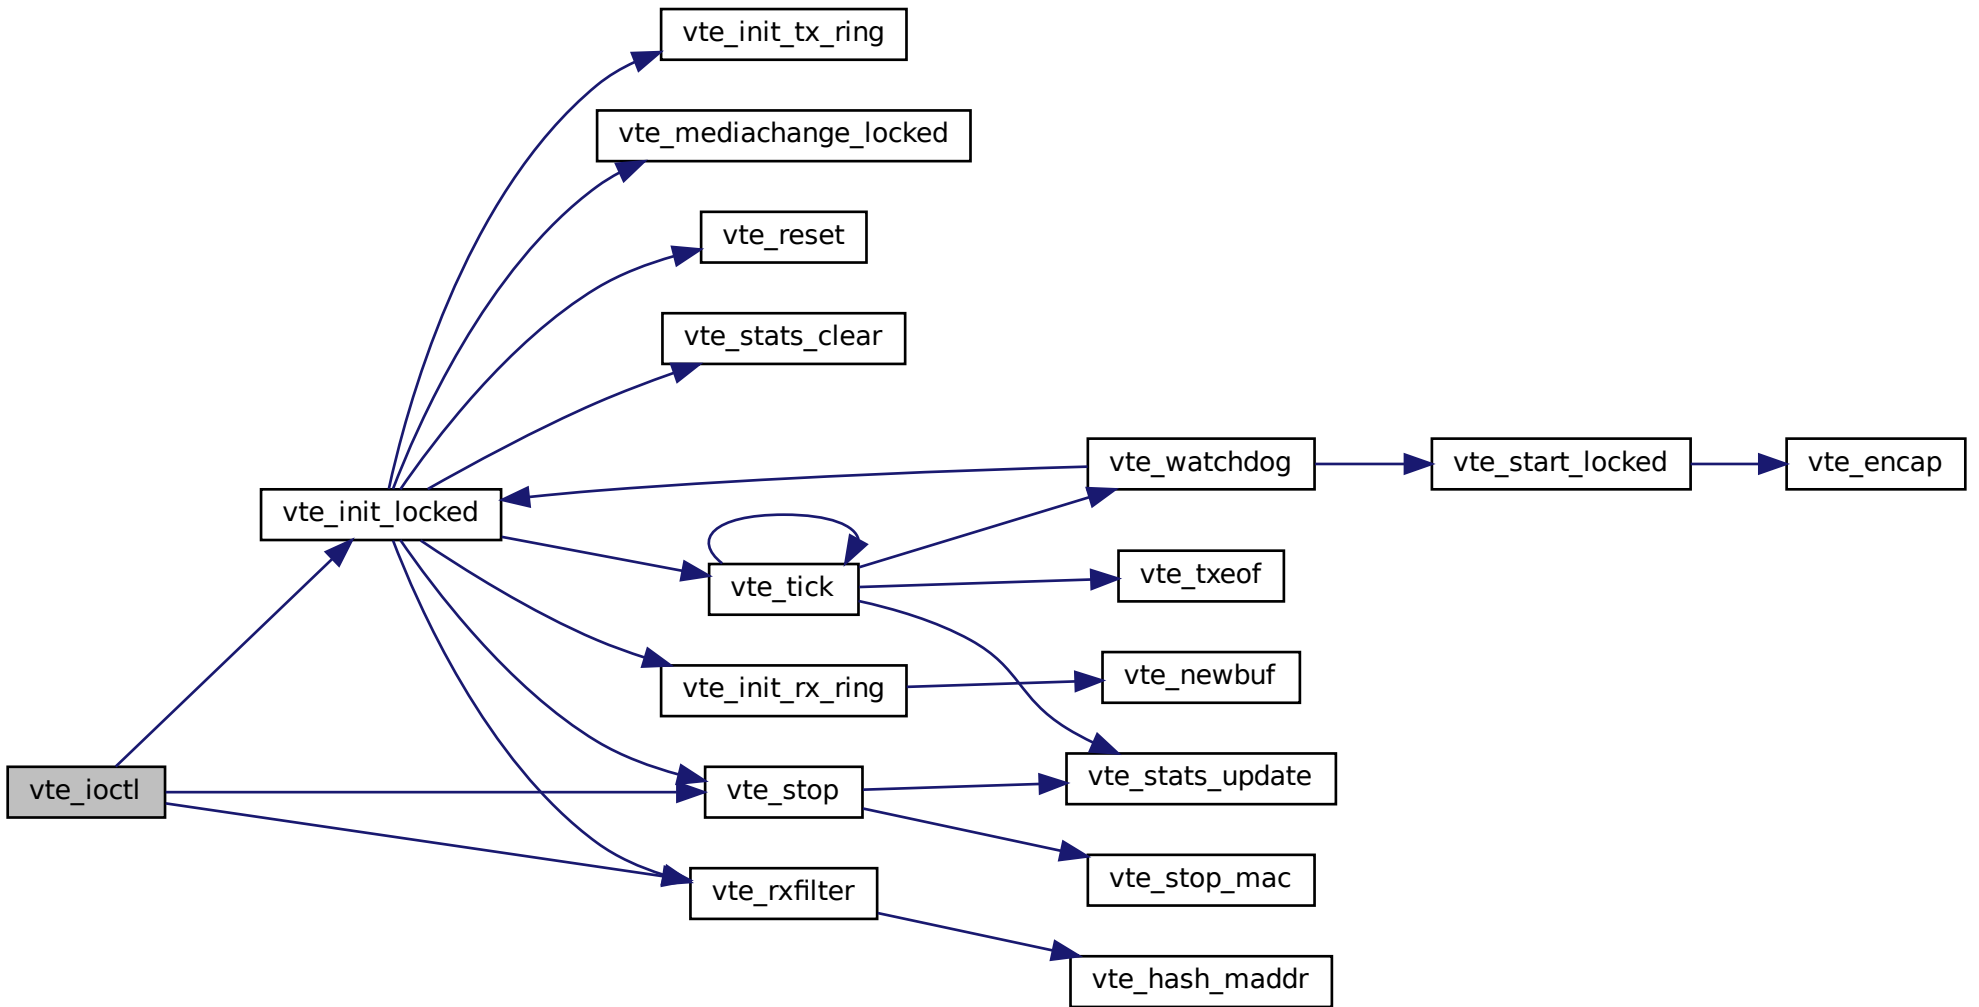 vte_init_tx_ring
vte_mediachange_locked
vte_reset
vte_stats_clear
vte_watchdog
vte_start_locked
vte_encap
vte_init_locked
vte_tick
vte_txeof
vte_init_rx_ring
vte_newbuf
vte_ioctl
vte_stop
vte_stats_update
vte_rxfilter
vte_stop_mac
vte_hash_maddr